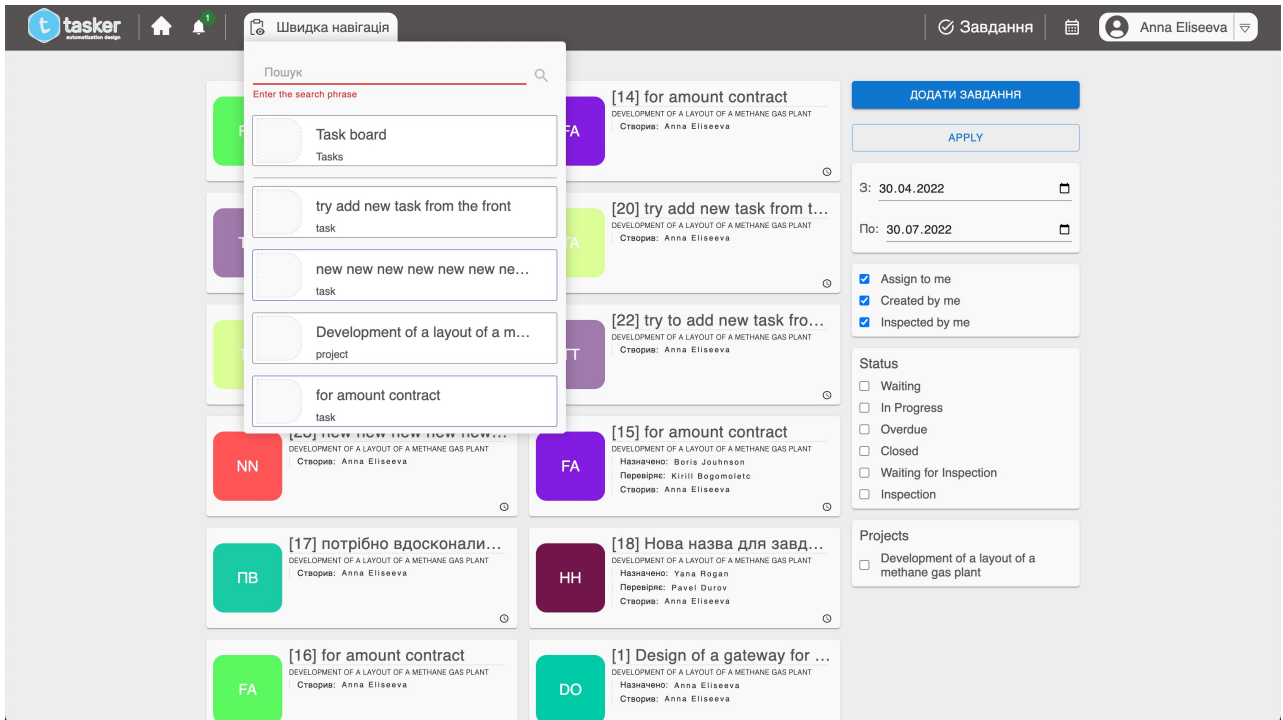 tasker
automatization design
1
Швидка навігація
Завдання
Anna Eliseeva
Пошук
Enter the search phrase
Task board
Tasks
try add new task from the front
task
new new new new new new ne...
task
Development of a layout of a m...
project
for amount contract
task
FA
[14] for amount contract
DEVELOPMENT OF A LAYOUT OF A METHANE GAS PLANT
Створив: Anna Eliseeva
TA
[20] try add new task from t...
DEVELOPMENT OF A LAYOUT OF A METHANE GAS PLANT
Створив: Anna Eliseeva
TT
[22] try to add new task fro...
DEVELOPMENT OF A LAYOUT OF A METHANE GAS PLANT
Створив: Anna Eliseeva
NN
new new new new new...
DEVELOPMENT OF A LAYOUT OF A METHANE GAS PLANT
Створив: Anna Eliseeva
FA
[15] for amount contract
DEVELOPMENT OF A LAYOUT OF A METHANE GAS PLANT
Назначено: Boris Jouhnson
Перевіряє: Kirill Bogomoletc
Створив: Anna Eliseeva
ПВ
[17] потрібно вдосконали...
DEVELOPMENT OF A LAYOUT OF A METHANE GAS PLANT
Створив: Anna Eliseeva
НН
[18] Нова назва для завд...
DEVELOPMENT OF A LAYOUT OF A METHANE GAS PLANT
Назначено: Yana Rogan
Перевіряє: Pavel Durov
Створив: Anna Eliseeva
FA
[16] for amount contract
DEVELOPMENT OF A LAYOUT OF A METHANE GAS PLANT
Створив: Anna Eliseeva
DO
[1] Design of a gateway for ...
DEVELOPMENT OF A LAYOUT OF A METHANE GAS PLANT
Назначено: Anna Eliseeva
Створив: Anna Eliseeva
ДОДАТИ ЗАВДАННЯ
APPLY
З: 30.04.2022
По: 30.07.2022
Assign to me
Created by me
Inspected by me
Status
Waiting
In Progress
Overdue
Closed
Waiting for Inspection
Inspection
Projects
Development of a layout of a
methane gas plant